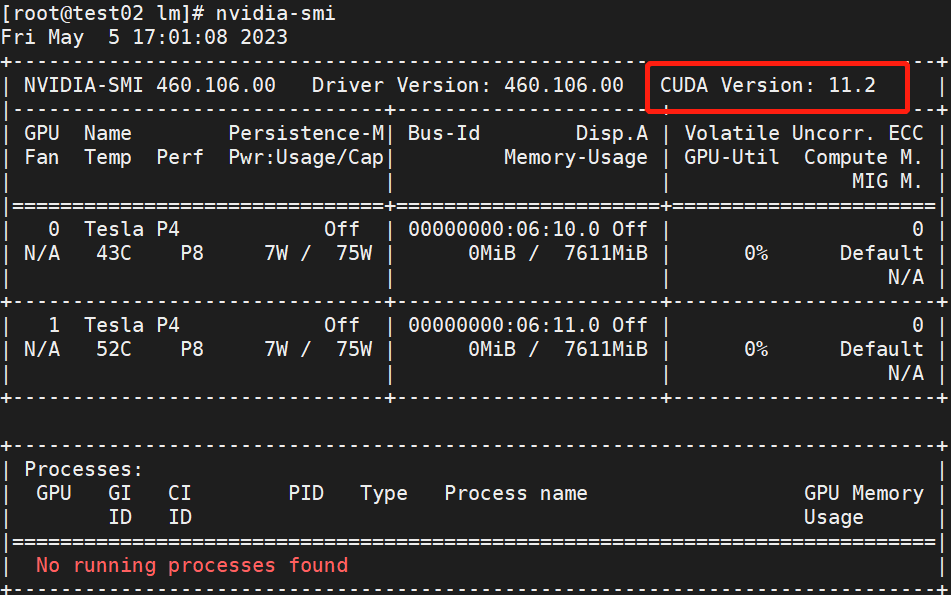 [root@test02 lm]# nvidia-smi
Fri May  5 17:01:08 2023
+-----------------------------------------------------------------------------+
| NVIDIA-SMI 460.106.00   Driver Version: 460.106.00   CUDA Version: 11.2     |
|-------------------------------+----------------------+----------------------+
| GPU  Name        Persistence-M| Bus-Id        Disp.A | Volatile Uncorr. ECC |
| Fan  Temp  Perf  Pwr:Usage/Cap|         Memory-Usage | GPU-Util  Compute M. |
|                               |                      |               MIG M. |
|===============================+======================+======================|
|   0  Tesla P4            Off  | 00000000:06:10.0 Off |                    0 |
| N/A   43C    P8     7W /  75W |      0MiB /  7611MiB |      0%      Default |
|                               |                      |                  N/A |
+-------------------------------+----------------------+----------------------+
|   1  Tesla P4            Off  | 00000000:06:11.0 Off |                    0 |
| N/A   52C    P8     7W /  75W |      0MiB /  7611MiB |      0%      Default |
|                               |                      |                  N/A |
+-------------------------------+----------------------+----------------------+

+-----------------------------------------------------------------------------+
| Processes:                                                                  |
|  GPU   GI   CI        PID   Type   Process name                  GPU Memory |
|        ID   ID                                                   Usage      |
|=============================================================================|
|  No running processes found                                                 |
+-----------------------------------------------------------------------------+